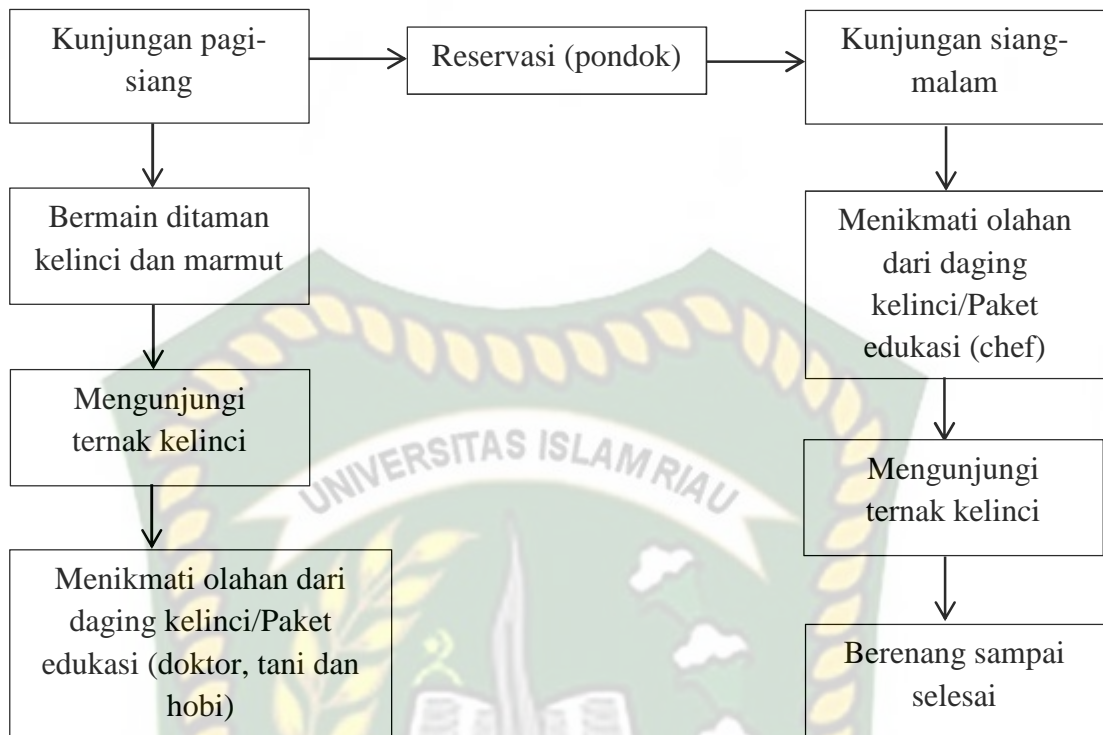 Kunjungan pagi-
siang
Reservasi (pondok)
Kunjungan siang-
malam
Bermain ditaman
kelinci dan marmut
Mengunjungi
ternak kelinci
Menikmati olahan dari
daging kelinci/Paket
edukasi (doktor, tani dan
hobi)
Menikmati olahan
dari daging
kelinci/Paket
edukasi (chef)
Mengunjungi
ternak kelinci
Berenang sampai
selesai
UNIVERSITAS ISLAM RIAU